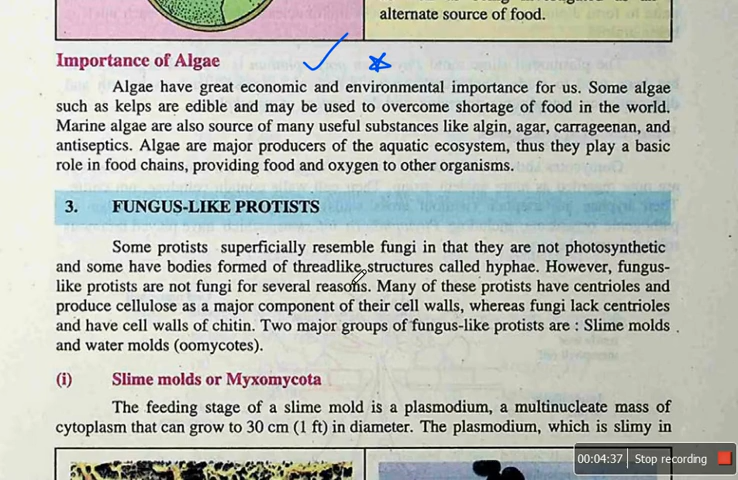 alternate source of food.
Importance of Algae
Algae have great economic and environmental importance for us. Some algae
such as kelps are edible and may be used to overcome shortage of food in the world.
Marine algae are also source of many useful substances like algin, agar, carrageenan, and
antiseptics. Algae are major producers of the aquatic ecosystem, thus they play a basic
role in food chains, providing food and oxygen to other organisms.
3. FUNGUS-LIKE PROTISTS
Some protists superficially resemble fungi in that they are not photosynthetic
and some have bodies formed of threadlike structures called hyphae. However, fungus-
like protists are not fungi for several reasons. Many of these protists have centrioles and
produce cellulose as a major component of their cell walls, whereas fungi lack centrioles
and have cell walls of chitin. Two major groups of fungus-like protists are : Slime molds
and water molds (oomycetes).
(i) Slime molds or Myxomycota
The feeding stage of a slime mold is a plasmodium, a multinucleate mass of
cytoplasm that can grow to 30 cm (1 ft) in diameter. The plasmodium, which is slimy in
00:04:37 Stop recording